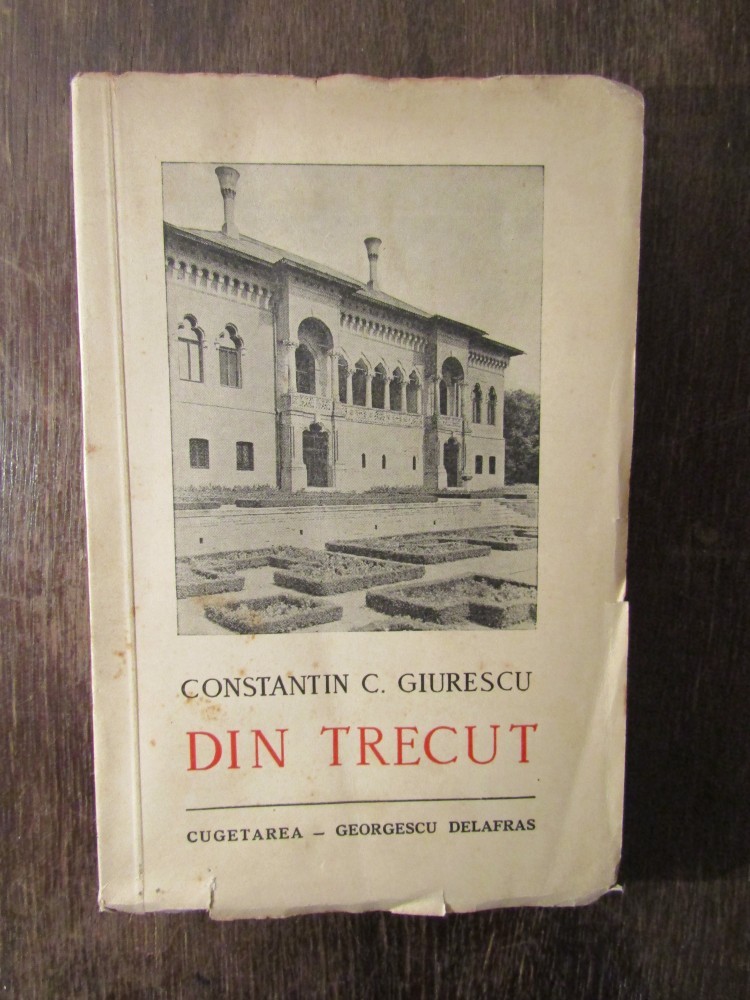 CONSTANTIN C. GIURESCU
DIN TRECUT
CUGETAREA — GEORGESCU DELAFRAS